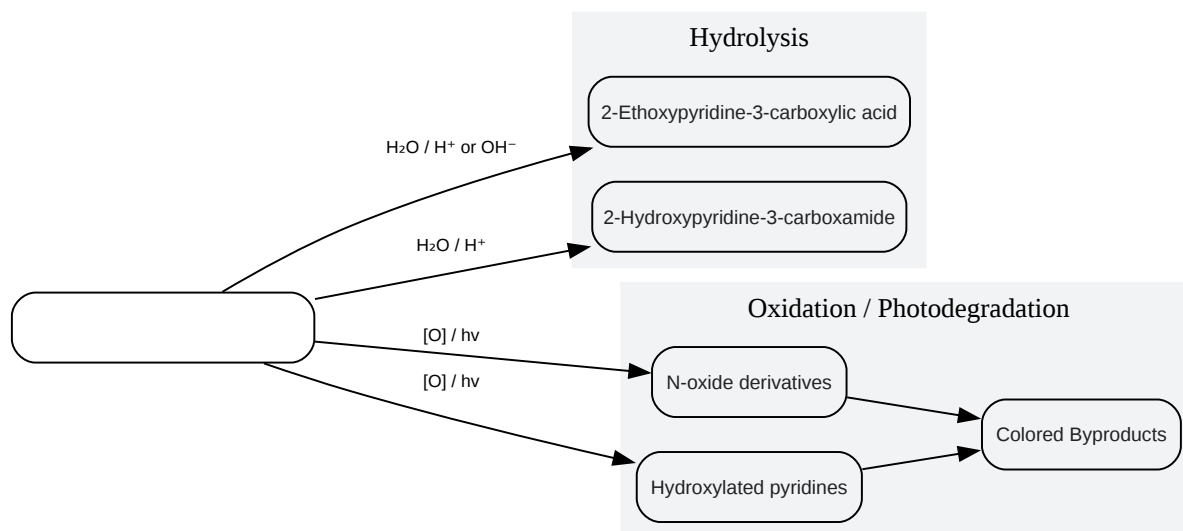 Hydrolysis
2-Ethoxypyridine-3-carboxylic acid
H₂O / H⁺ or OH⁻
2-Hydroxypyridine-3-carboxamide
H₂O / H⁺
Oxidation / Photodegradation
[O] / hv
N-oxide derivatives
[O] / hv
Colored Byproducts
Hydroxylated pyridines